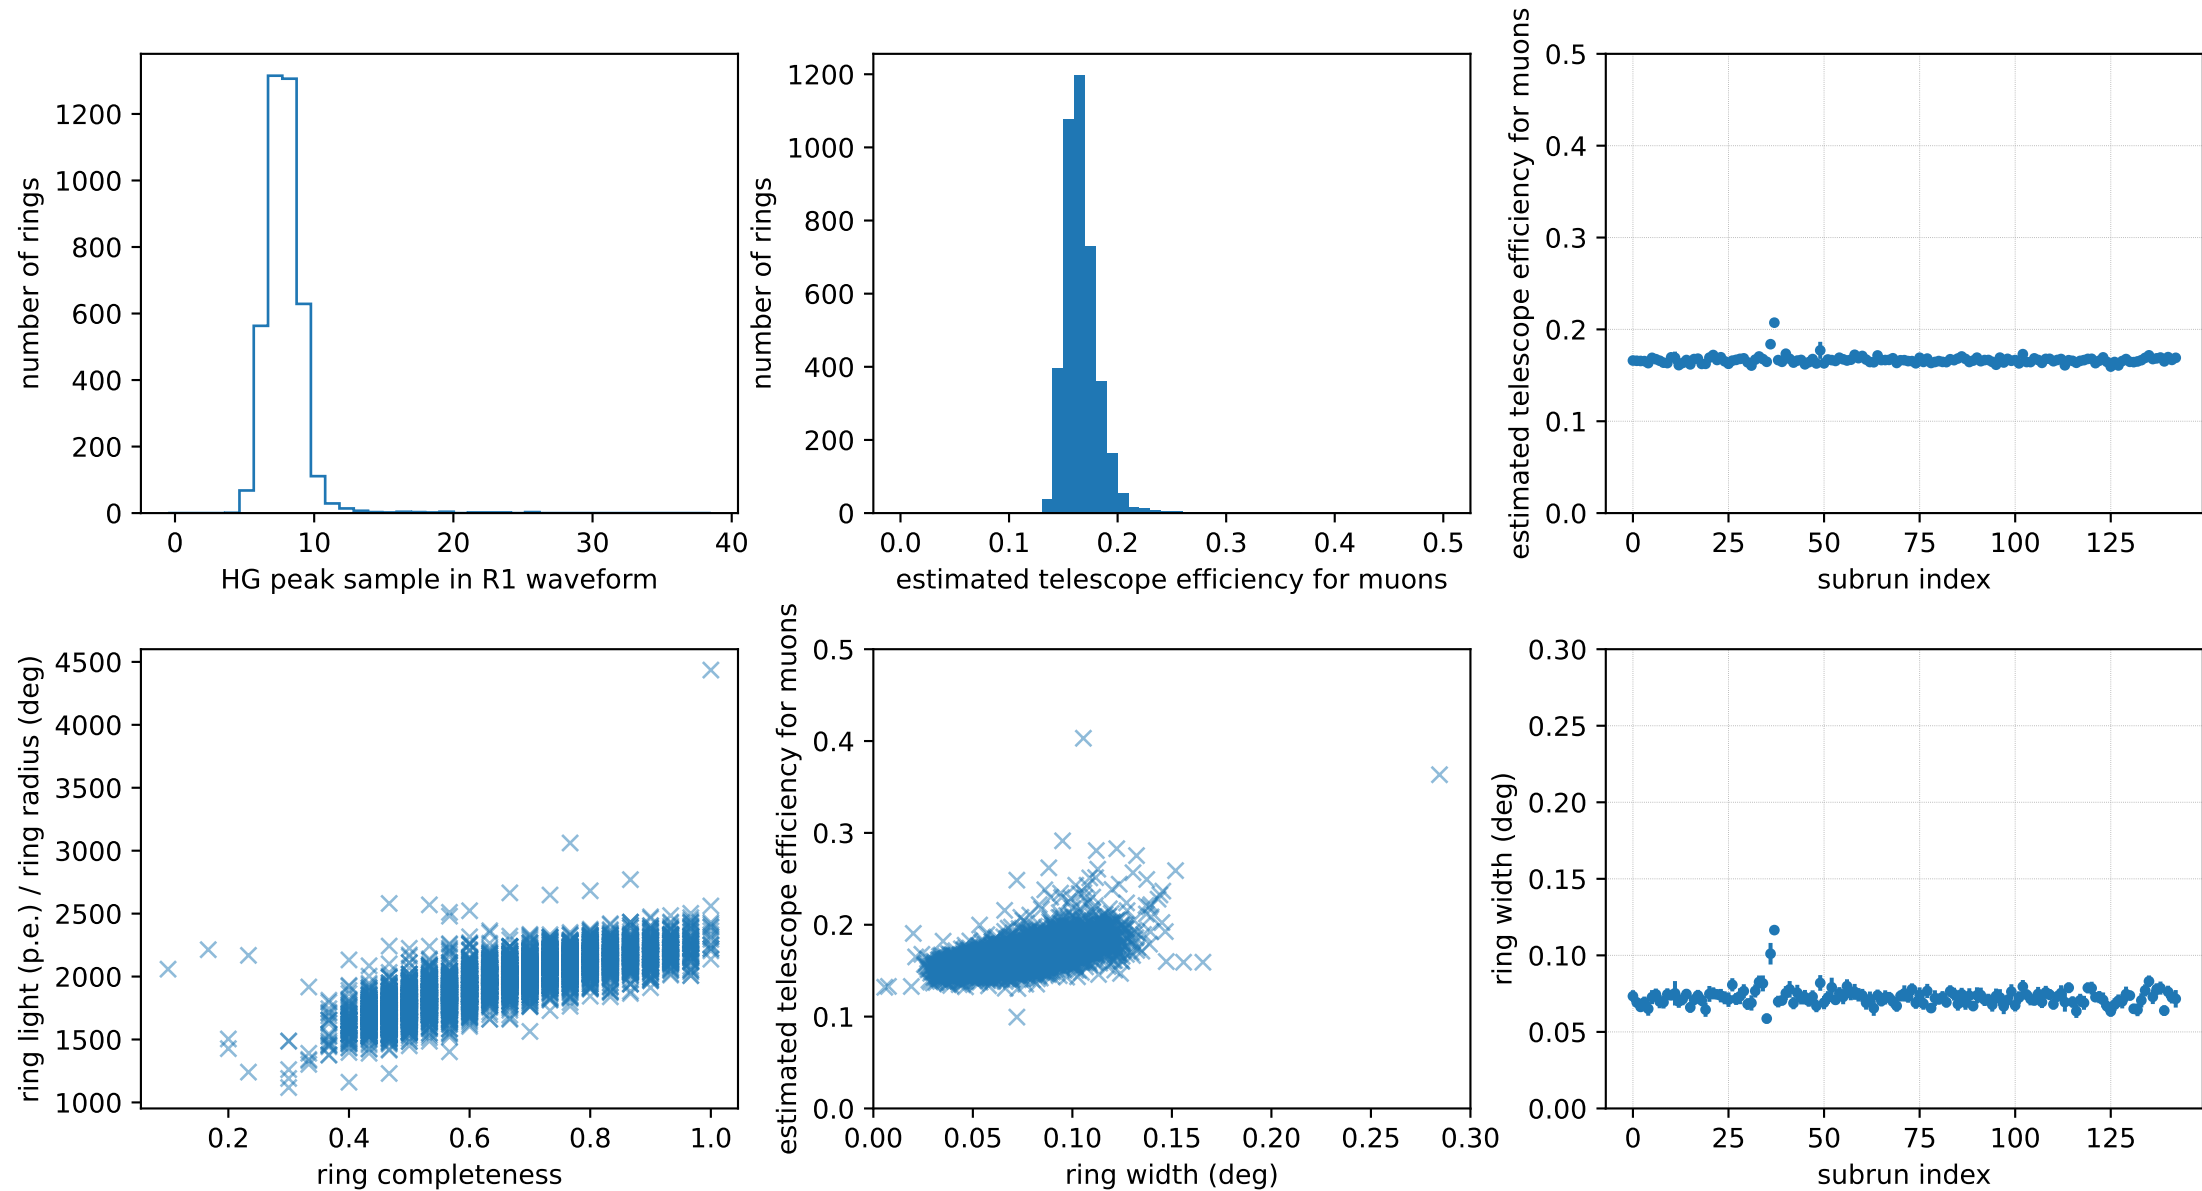 number of rings
1200
1000
800
600
400
200
0
0 10 20 30 40
HG peak sample in R1 waveform
number of rings
1200
1000
800
600
400
200
0
0.0 0.1 0.2 0.3 0.4 0.5
estimated telescope efficiency for muons
estimated telescope efficiency for muons
0.5
0.4
0.3
0.2
0.1
0.0
0 25 50 75 100 125
subrun index
ring light (p.e.) / ring radius (deg)
4500
4000
3500
3000
2500
2000
1500
1000
0.2 0.4 0.6 0.8 1.0
ring completeness
estimated telescope efficiency for muons
0.5
0.4
0.3
0.2
0.1
0.0
0.00 0.05 0.10 0.15 0.20 0.25 0.30
ring width (deg)
ring width (deg)
0.30
0.25
0.20
0.15
0.10
0.05
0.00
0 25 50 75 100 125
subrun index